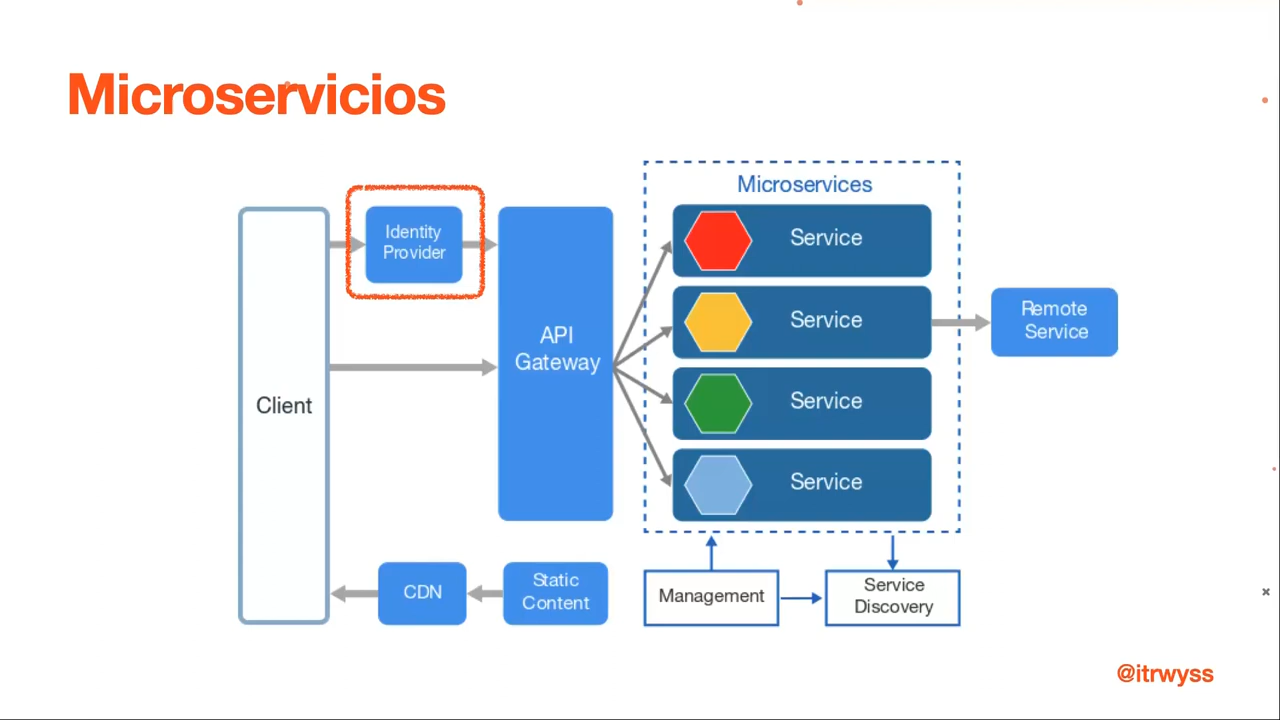 Microservicios
Microservices
Identity
Provider
Service
Service
Remote
Service
API
Gateway
Client
Service
Service
CDN
Static
Content
Management
Service
Discovery
@itrwyss